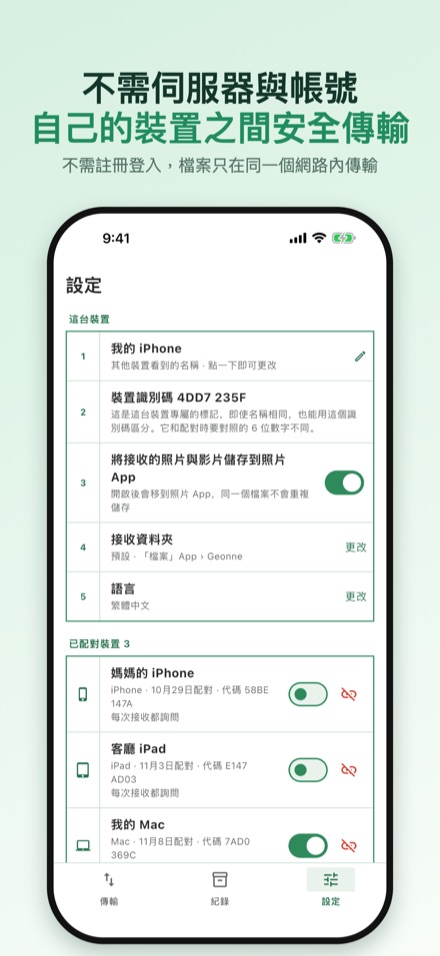 不需伺服器與帳號
自己的裝置之間安全傳輸
不需註冊登入，檔案只在同一個網路內傳輸
9:41
設定
這台裝置
1
我的 iPhone
其他裝置看到的名稱 · 點一下即可更改
2
裝置識別碼 4DD7 235F
這是這台裝置專屬的標記，即使名稱相同，也能用這個識
別碼區分。它和配對時要對照的 6 位數字不同。
3
將接收的照片與影片儲存到照片
App
開啟後會移到照片 App，同一個檔案不會重複
儲存
4
接收資料夾
預設 · 「檔案」App › Geonne
更改
5
語言
繁體中文
更改
已配對裝置 3
媽媽的 iPhone
iPhone · 10月29日配對 · 代碼 58BE
147A
每次接收都詢問
客廳 iPad
iPad · 11月3日配對 · 代碼 E147
AD03
每次接收都詢問
我的 Mac
Mac · 11月8日配對 · 代碼 7AD0
369C
傳輸
紀錄
設定